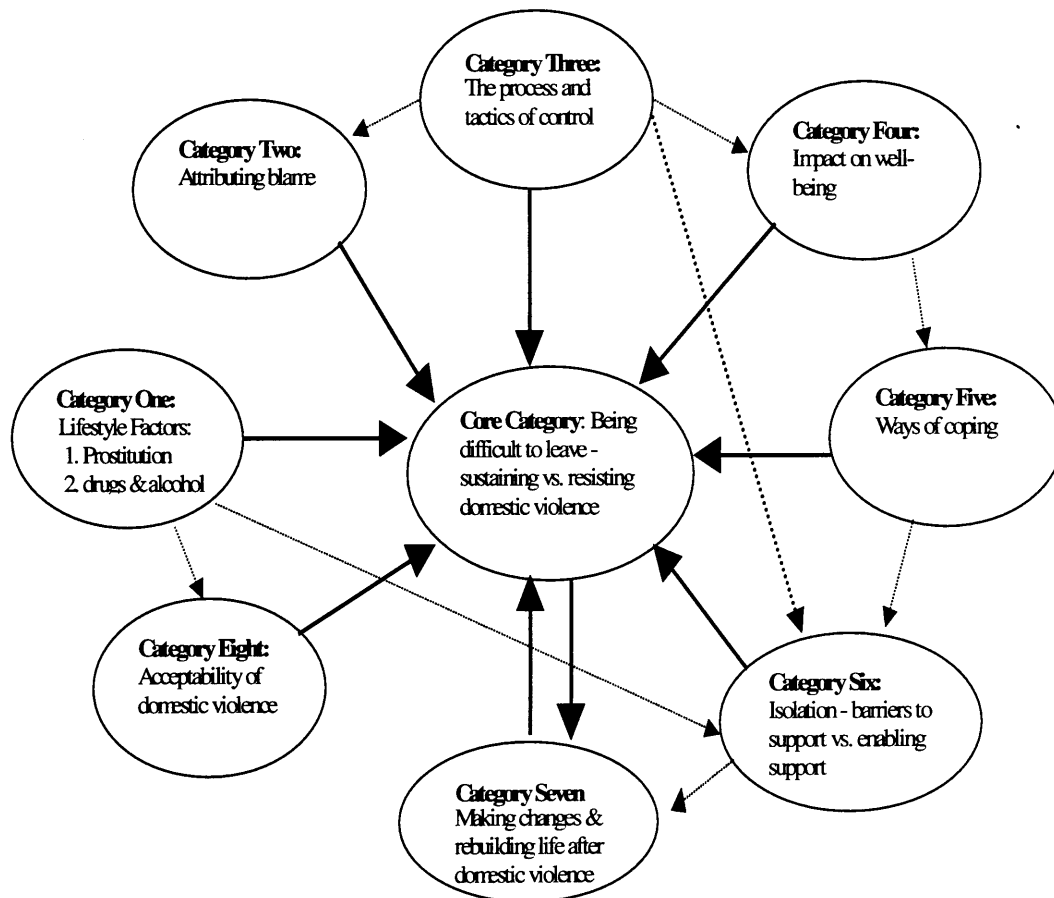 Category Three:
The process and
tactics of control
Category Two:
Attributing blame
Category Four:
Impact on well-
being
Category One:
Lifestyle Factors:
1. Prostitution
2. drugs & alcohol
Core Category: Being
difficult to leave -
sustaining vs. resisting
domestic violence
Category Five:
Ways of coping
Category Eight:
Acceptability of
domestic violence
Category Six:
Isolation - barriers to
support vs. enabling
support
Category Seven
Making changes &
rebuilding life after
domestic violence